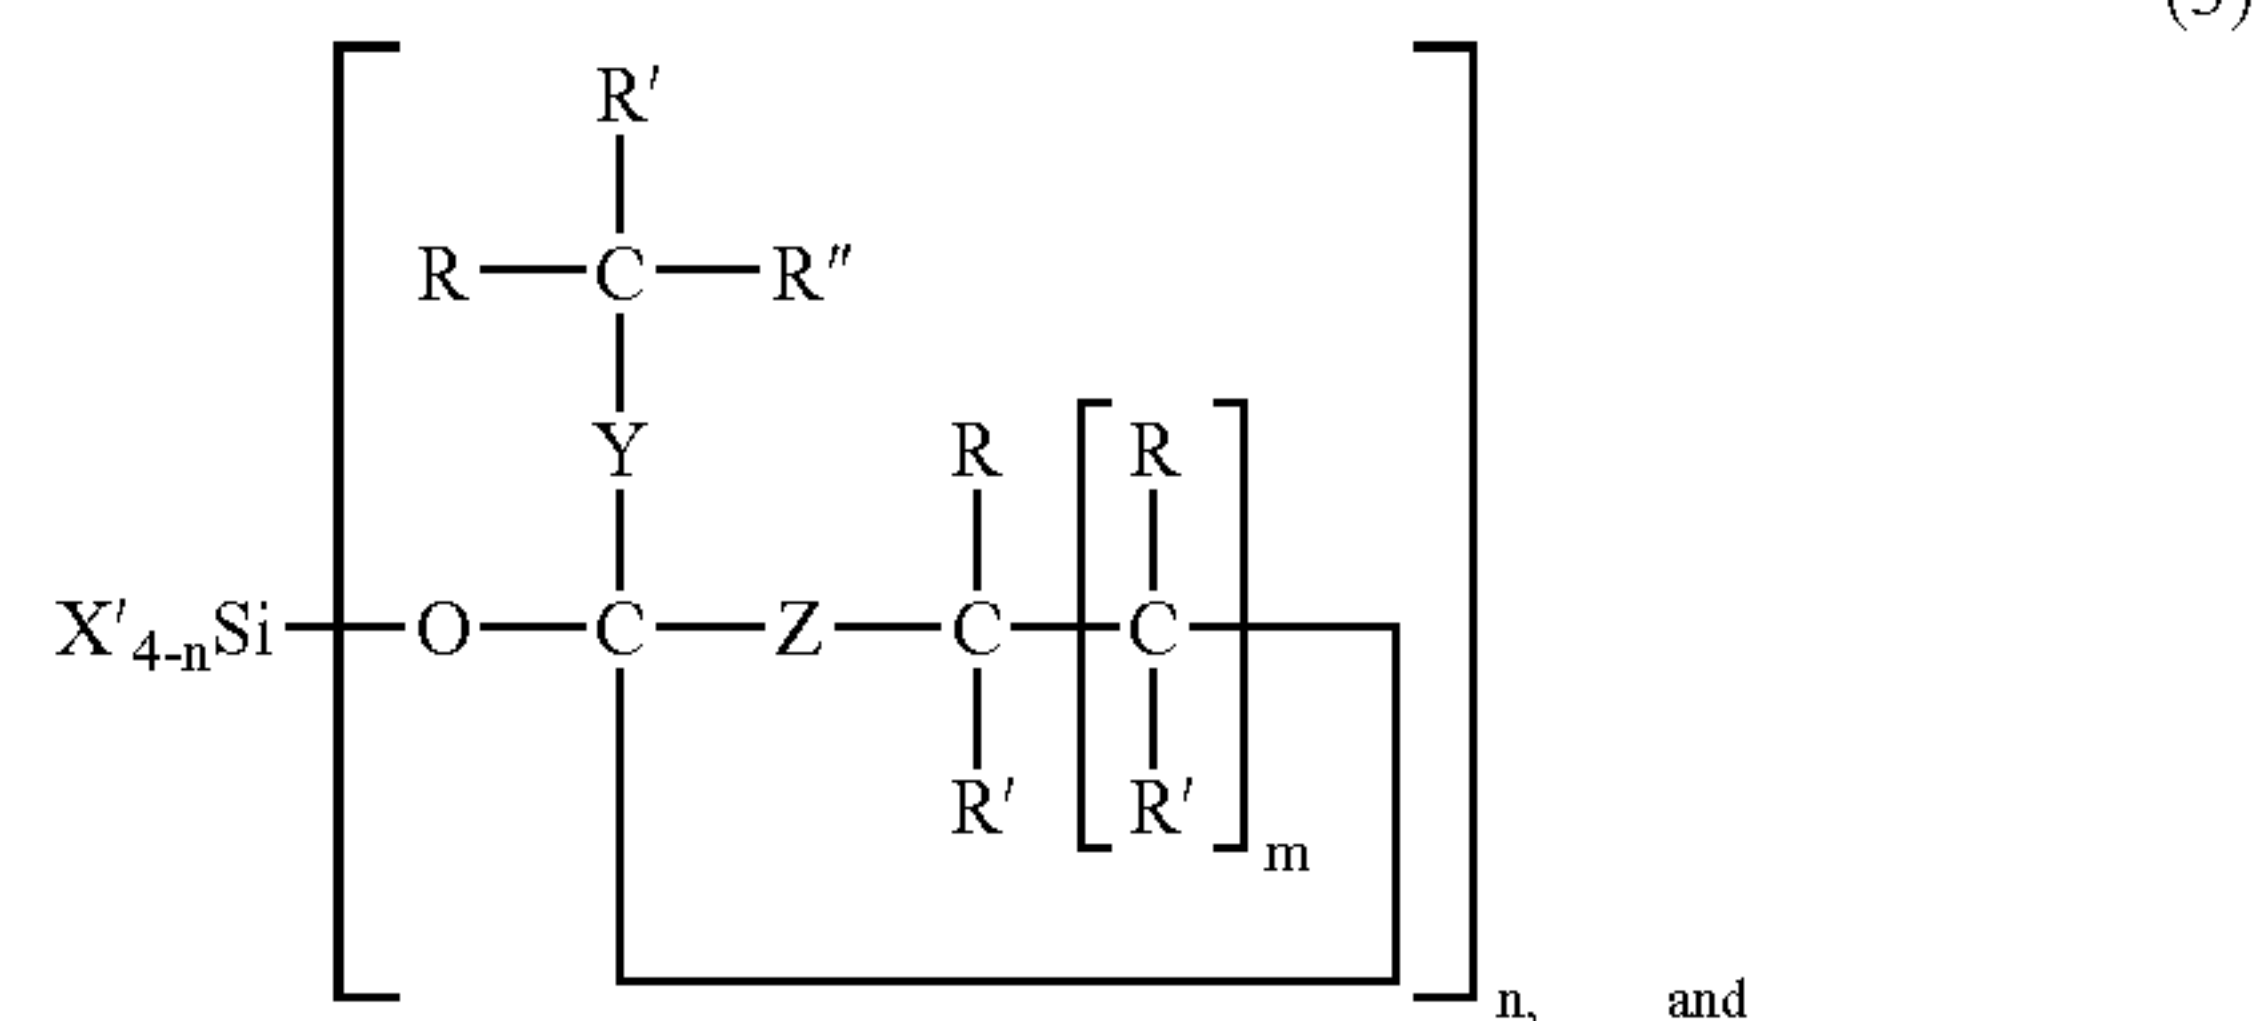 R′
R C R″
Y R R
X′4-nSi O C Z C C
R′ R′
m
n, and